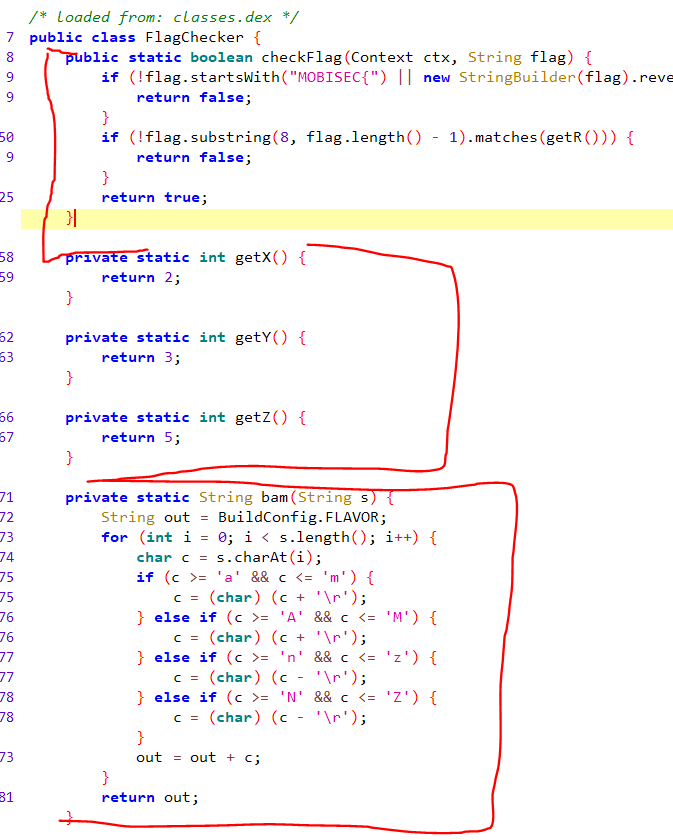 /* loaded from: classes.dex */
7 public class FlagChecker {
8 public static boolean checkFlag(Context ctx, String flag) {
9 if (!flag.startsWith("MOBISEC{") || new StringBuilder(flag).reve
9 return false;
}
50 if (!flag.substring(8, flag.length() - 1).matches(getR())) {
9 return false;
}
25 return true;
}
58 private static int getX() {
59 return 2;
}
62 private static int getY() {
63 return 3;
}
66 private static int getZ() {
67 return 5;
}
71 private static String bam(String s) {
72 String out = BuildConfig.FLAVOR;
73 for (int i = 0; i < s.length(); i++) {
74 char c = s.charAt(i);
75 if (c >= 'a' && c <= 'm') {
75 c = (char) (c + '\r');
76 } else if (c >= 'A' && c <= 'M') {
76 c = (char) (c + '\r');
77 } else if (c >= 'n' && c <= 'z') {
77 c = (char) (c - '\r');
78 } else if (c >= 'N' && c <= 'Z') {
78 c = (char) (c - '\r');
}
73 out = out + c;
}
81 return out;
}